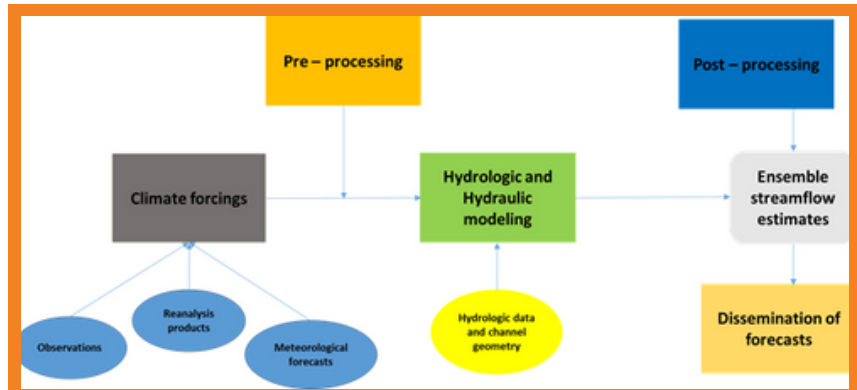 Pre – processing
Post – processing
Climate forcings
Hydrologic and
Hydraulic
modeling
Ensemble
streamflow
estimates
Observations
Reanalysis
products
Meteorological
forecasts
Hydrologic data
and channel
geometry
Dissemination of
forecasts